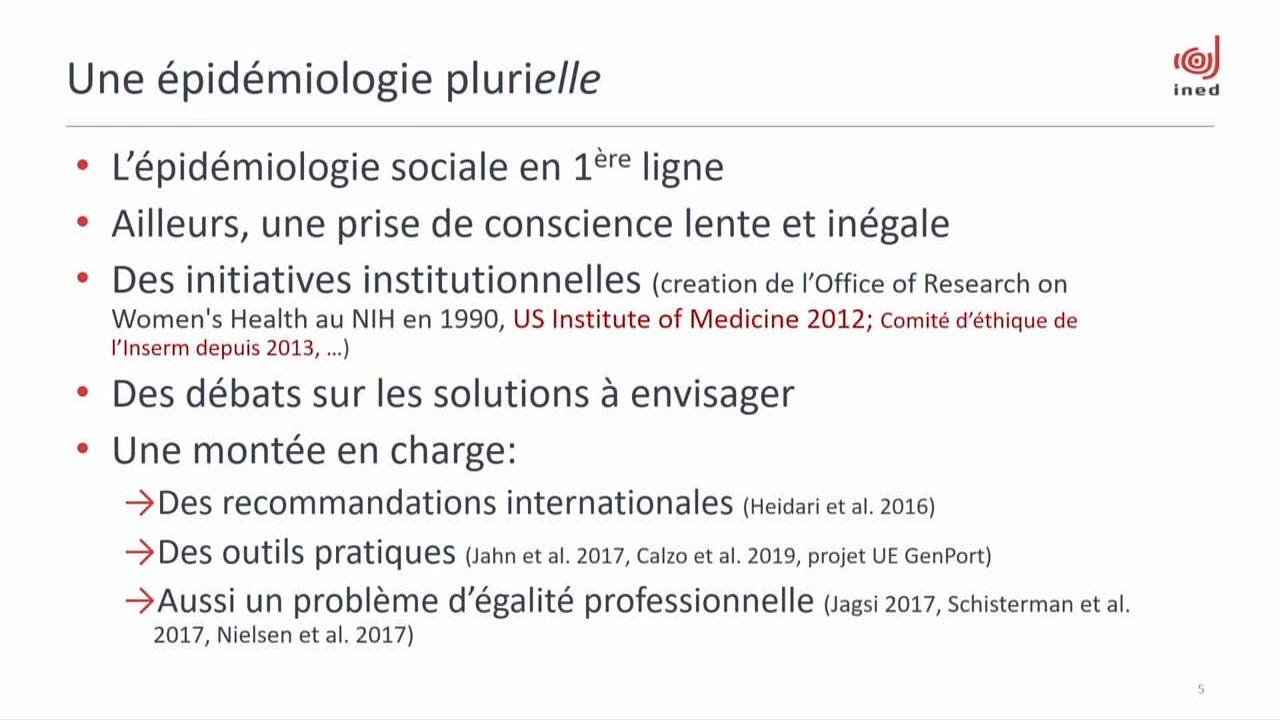 Une épidémiologie plurielle
ined
• L'épidémiologie sociale en 1ère ligne
• Ailleurs, une prise de conscience lente et inégale
• Des initiatives institutionnelles (creation de l'Office of Research on
Women's Health au NIH en 1990, US Institute of Medicine 2012; Comité d'éthique de
l'Inserm depuis 2013, ...)
• Des débats sur les solutions à envisager
• Une montée en charge:
→Des recommandations internationales (Heidari et al. 2016)
→Des outils pratiques (Jahn et al. 2017, Calzo et al. 2019, projet UE GenPort)
→Aussi un problème d'égalité professionnelle (Jagsi 2017, Schisterman et al.
2017, Nielsen et al. 2017)
5